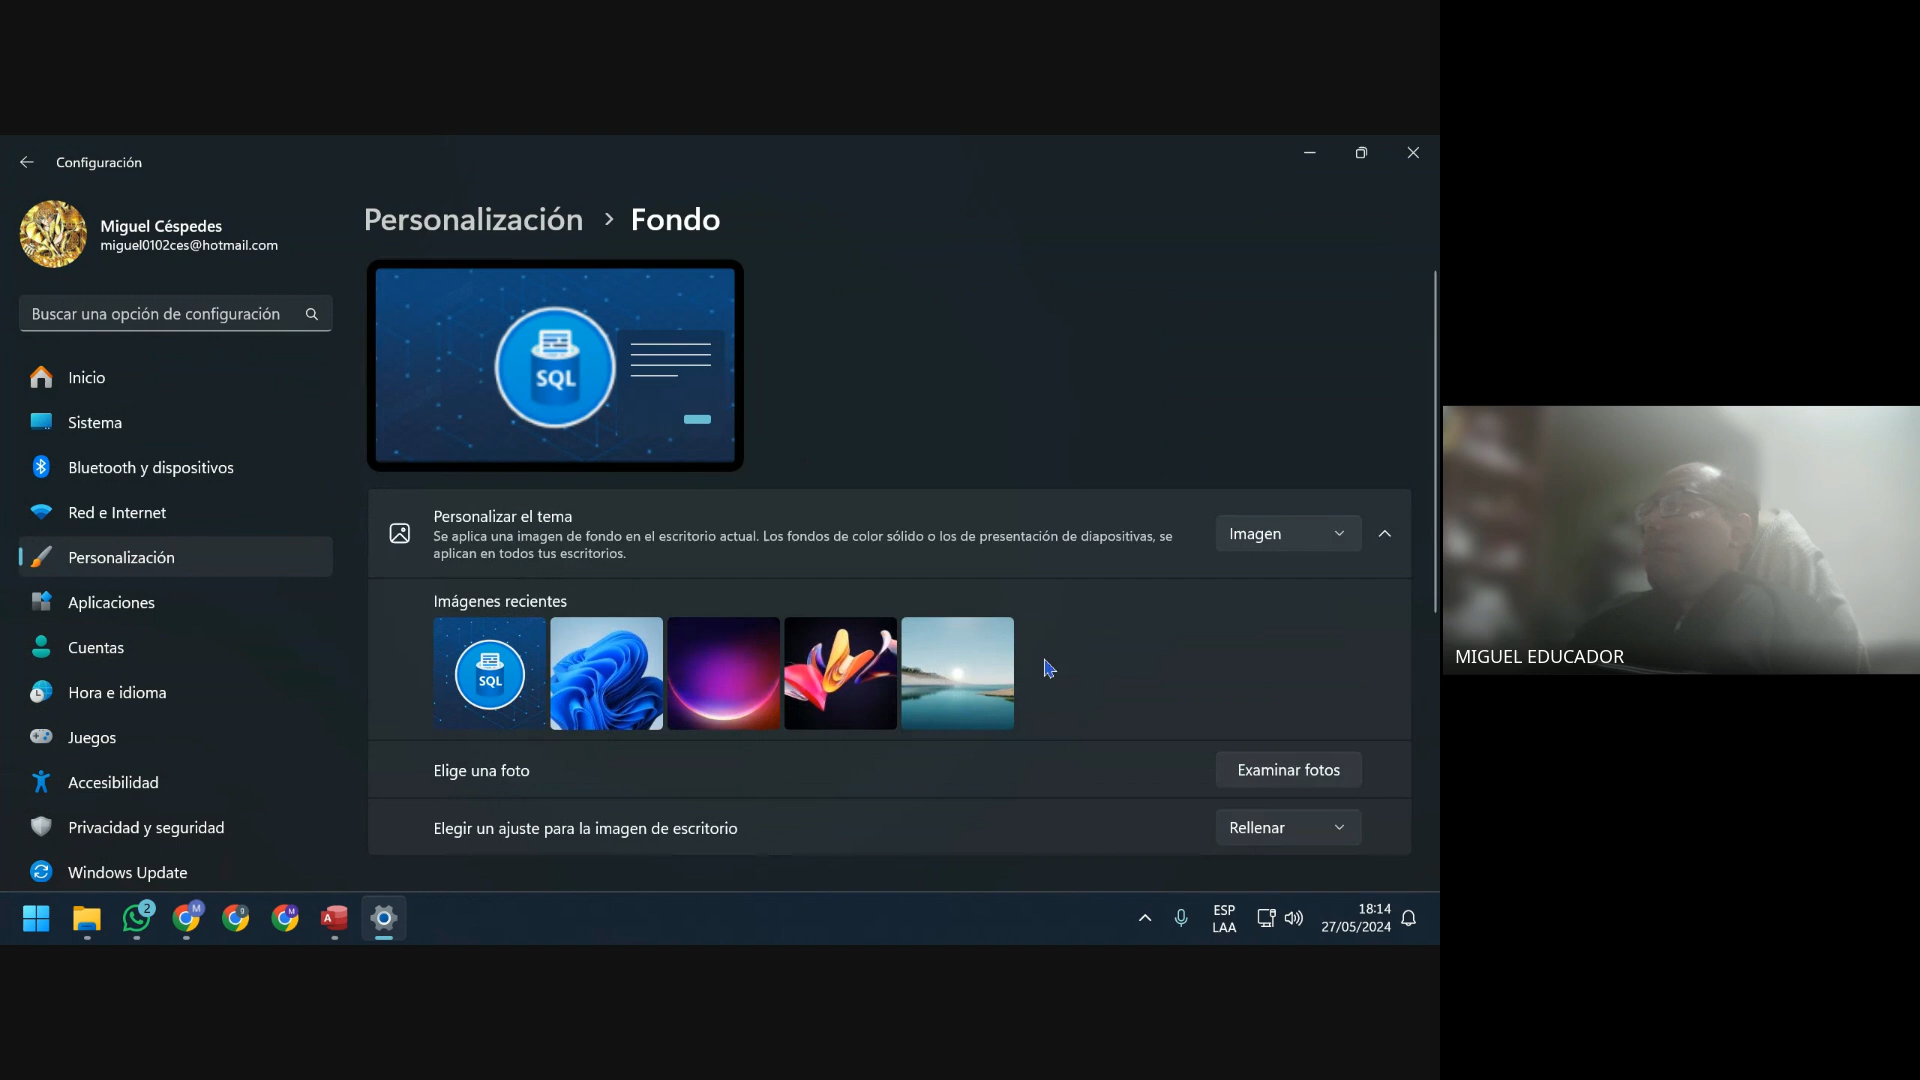 Configuración
Miguel Céspedes
miguel0102ces@hotmail.com
Buscar una opción de configuración
Inicio
Sistema
Bluetooth y dispositivos
Red e Internet
Personalización
Aplicaciones
Cuentas
Hora e idioma
Juegos
Accesibilidad
Privacidad y seguridad
Windows Update
Personalización > Fondo
SQL
Personalizar el tema
Se aplica una imagen de fondo en el escritorio actual. Los fondos de color sólido o los de presentación de diapositivas, se
aplican en todos tus escritorios.
Imagen
Imágenes recientes
SQL
Elige una foto
Examinar fotos
Elegir un ajuste para la imagen de escritorio
Rellenar
2
M
g
M
A
ESP
LAA
18:14
27/05/2024
MIGUEL EDUCADOR